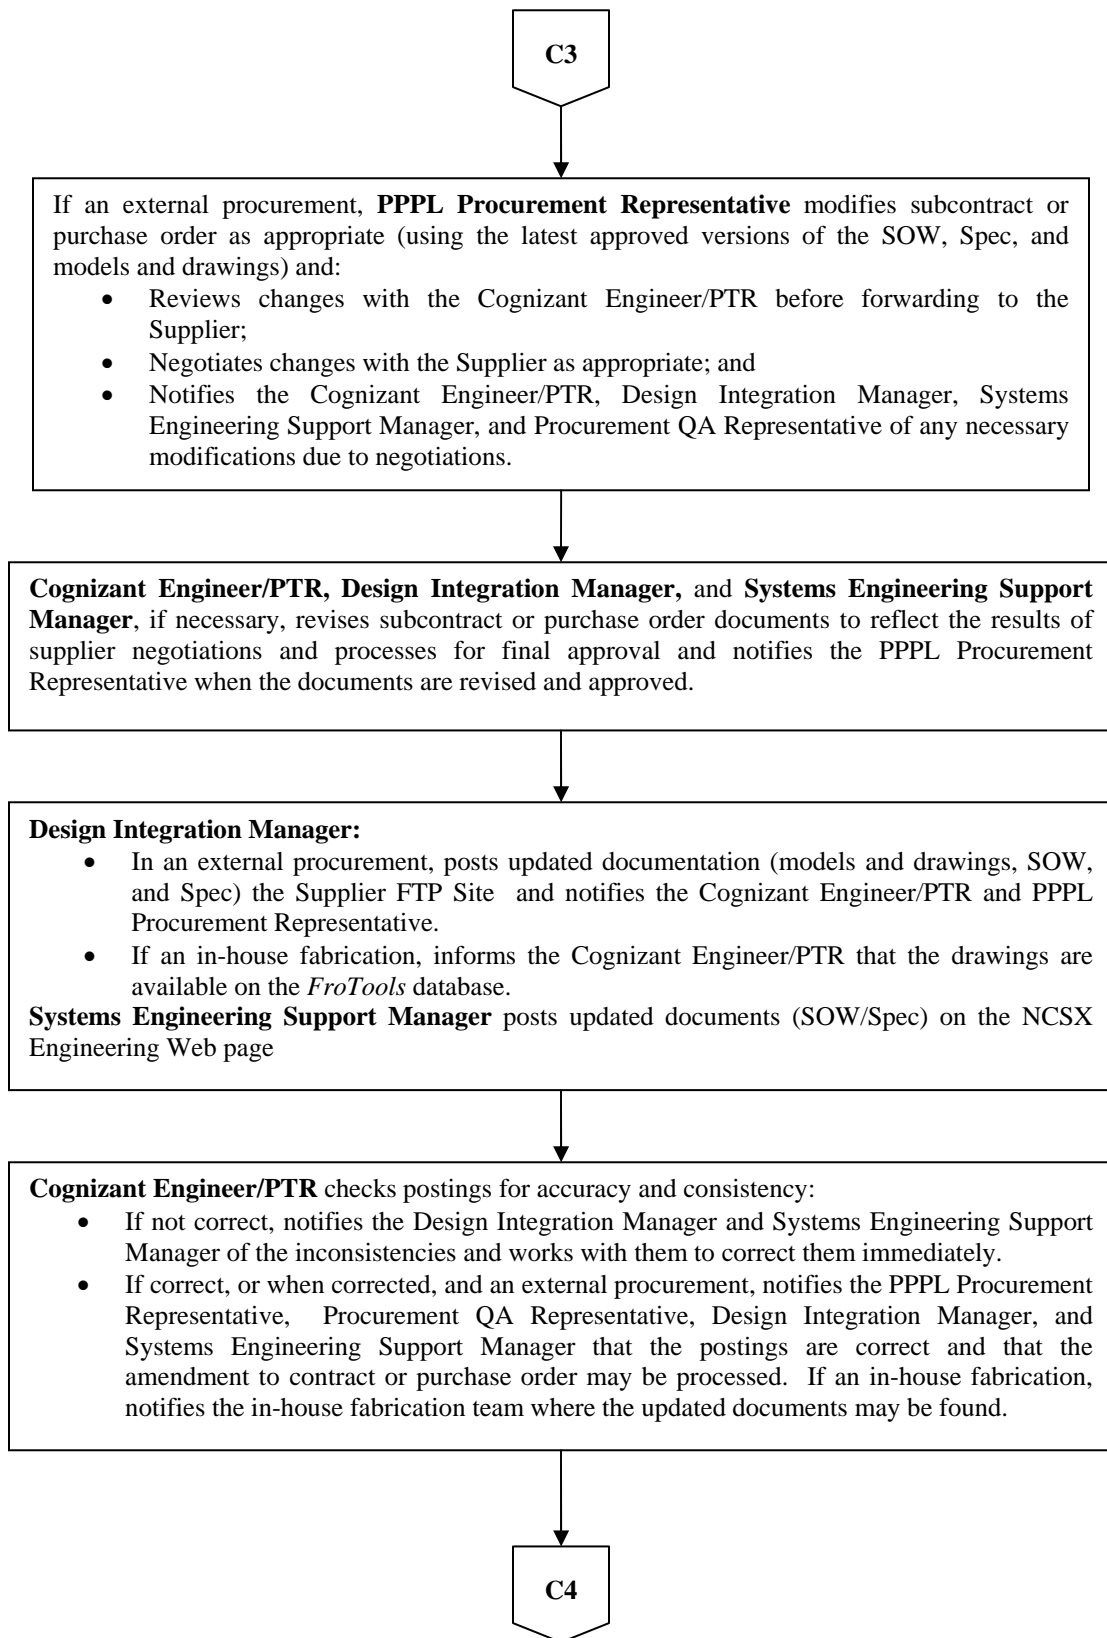 C3
If an external procurement, PPPL Procurement Representative modifies subcontract or
purchase order as appropriate (using the latest approved versions of the SOW, Spec, and
models and drawings) and:
• Reviews changes with the Cognizant Engineer/PTR before forwarding to the
Supplier;
• Negotiates changes with the Supplier as appropriate; and
• Notifies the Cognizant Engineer/PTR, Design Integration Manager, Systems
Engineering Support Manager, and Procurement QA Representative of any necessary
modifications due to negotiations.
Cognizant Engineer/PTR, Design Integration Manager, and Systems Engineering Support
Manager, if necessary, revises subcontract or purchase order documents to reflect the results of
supplier negotiations and processes for final approval and notifies the PPPL Procurement
Representative when the documents are revised and approved.
Design Integration Manager:
• In an external procurement, posts updated documentation (models and drawings, SOW,
and Spec) the Supplier FTP Site and notifies the Cognizant Engineer/PTR and PPPL
Procurement Representative.
• If an in-house fabrication, informs the Cognizant Engineer/PTR that the drawings are
available on the FroTools database.
Systems Engineering Support Manager posts updated documents (SOW/Spec) on the NCSX
Engineering Web page
Cognizant Engineer/PTR checks postings for accuracy and consistency:
• If not correct, notifies the Design Integration Manager and Systems Engineering Support
Manager of the inconsistencies and works with them to correct them immediately.
• If correct, or when corrected, and an external procurement, notifies the PPPL Procurement
Representative, Procurement QA Representative, Design Integration Manager, and
Systems Engineering Support Manager that the postings are correct and that the
amendment to contract or purchase order may be processed. If an in-house fabrication,
notifies the in-house fabrication team where the updated documents may be found.
C4